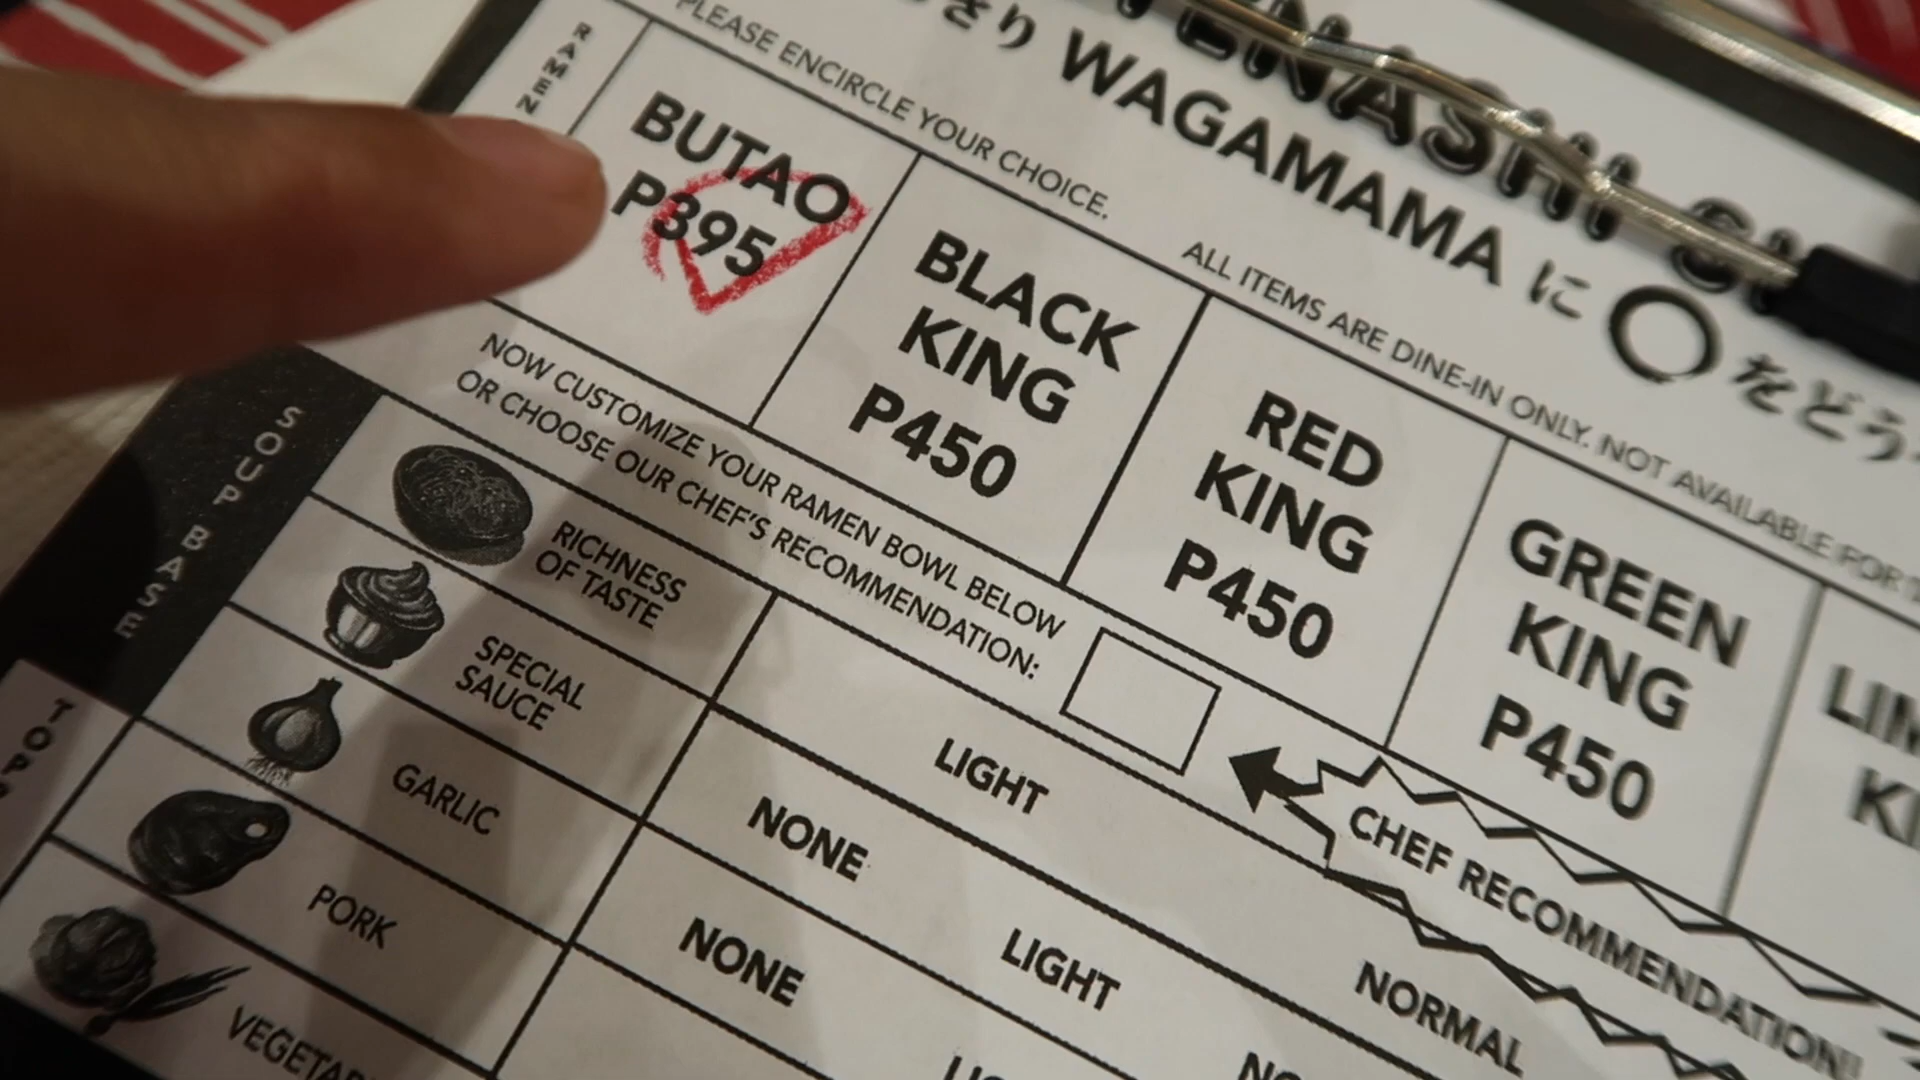 WAGAMAMA に〇をどう
PLEASE ENCIRCLE YOUR CHOICE.
ALL ITEMS ARE DINE-IN ONLY. NOT AVAILABLE FOR
RAMEN
BUTAO
P395
BLACK
KING
P450
RED
KING
P450
GREEN
KING
P450
NOW CUSTOMIZE YOUR RAMEN BOWL BELOW
OR CHOOSE OUR CHEF'S RECOMMENDATION:
CHEF RECOMMENDATION!
SOUP BASE
RICHNESS
OF TASTE
LIGHT
NORMAL
SPECIAL
SAUCE
NONE
LIGHT
GARLIC
NONE
PORK